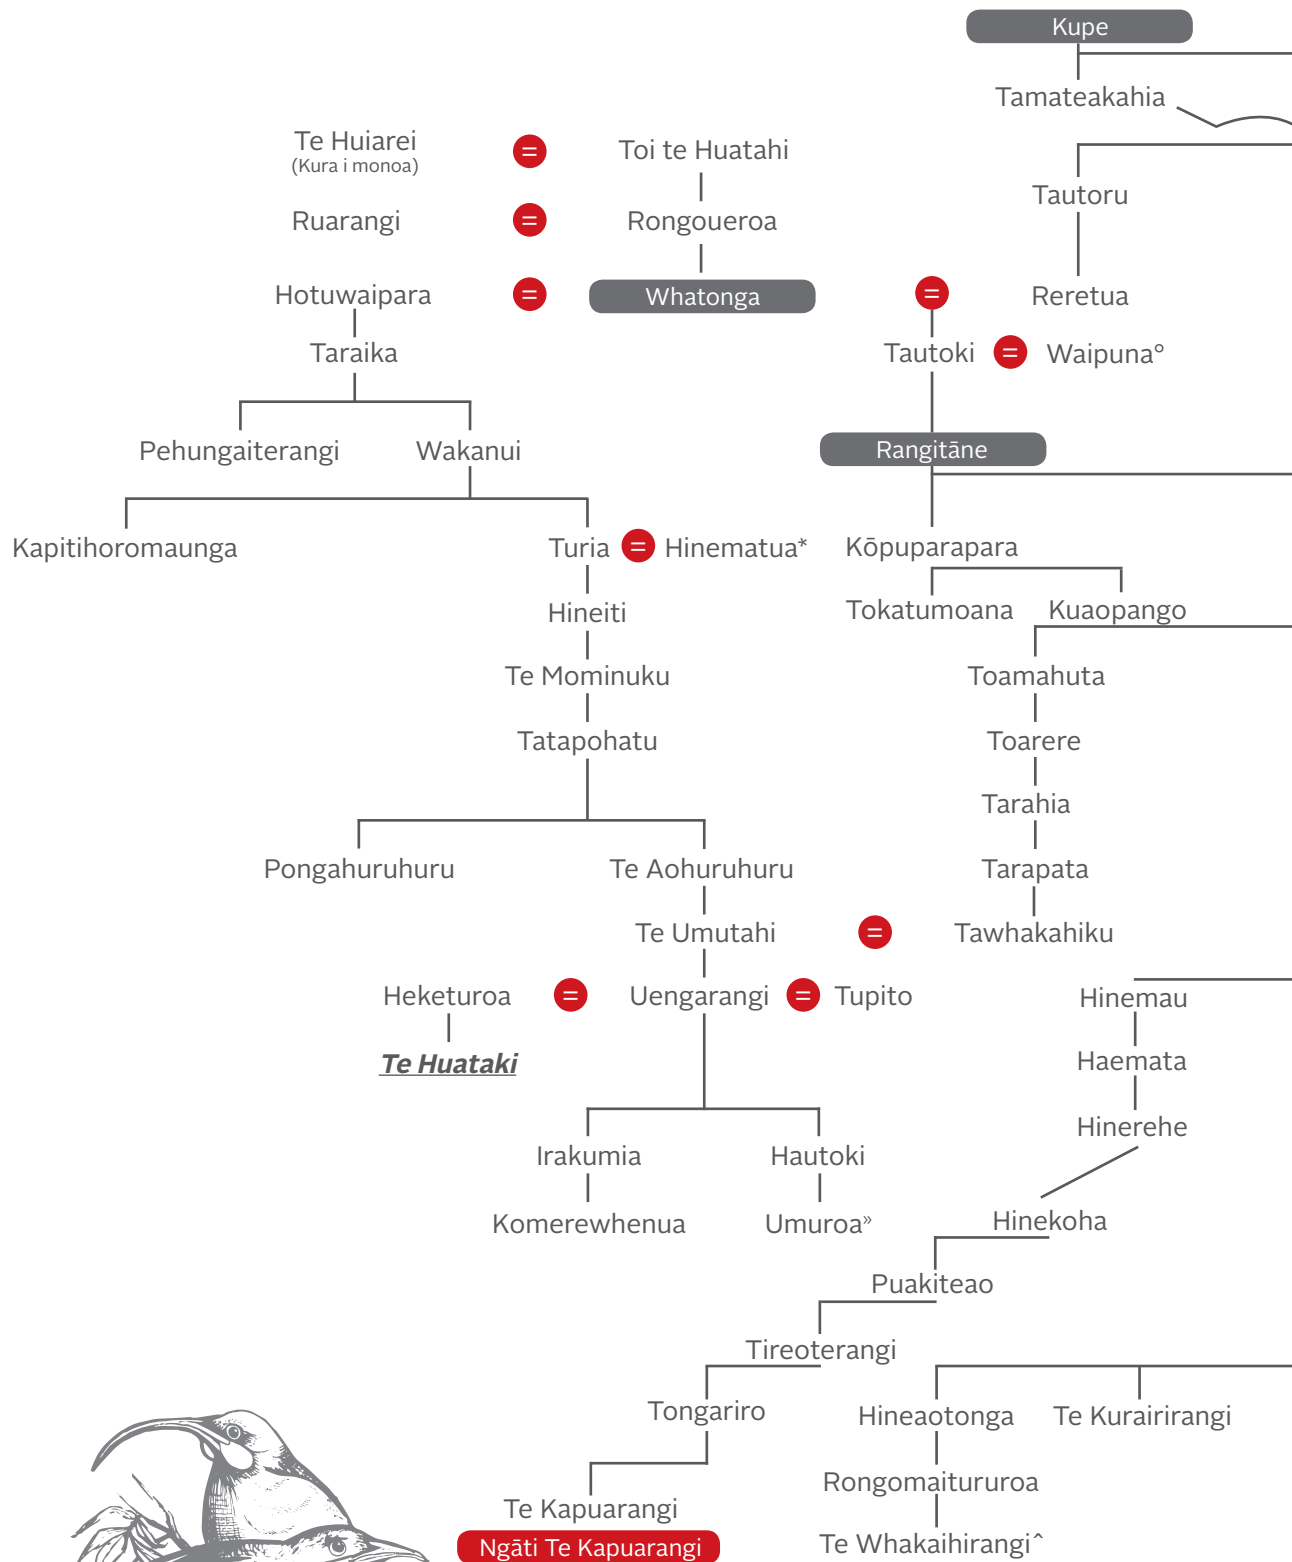 Kupe
Tamateakahia
Te Huiarei = Toi te Huatahi
(Kura i monoa)
Tautoru
Ruarangi = Rongoueroa
Hotuwaipara = Whatonga = Reretua
Taraika
Tautoki = Waipuna°
Pehungaiterangi Wakanui
Rangitāne
Kapitihoromaunga Turia = Hinematua* Kōpuparapara
Hineiti
Tokatumoana Kuaopango
Te Mominuku
Toamahuta
Tatapohatu
Toarere
Tarahia
Pongahuruhuru Te Aohuruhuru
Tarapata
Te Umutahi = Tawhakahiku
Heketuroa = Uengarangi = Tupito
Hinemau
Te Huataki
Haemata
Hinerehe
Irakumia Hautoki
Komerewhenua Umuroa»
Hinekoha
Puakiteao
Tireoterangi
Tongariro
Hineaotonga Te Kurairirangi
Rongomaitururoa
Te Kapuarangi
Ngāti Te Kapuarangi
Te Whakaihirangi^